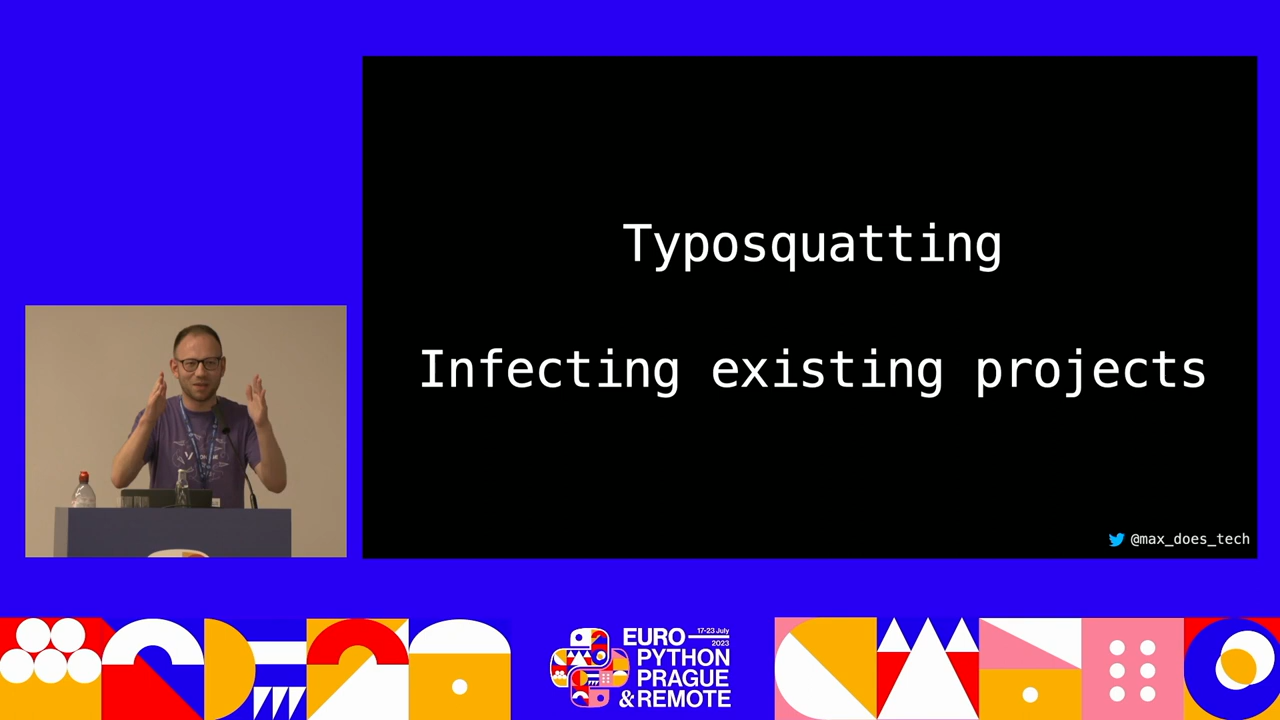 Typosquatting
Infecting existing projects
@max_does_tech
EURO
17-23 July
2023
PYTHON
PRAGUE
& REMOTE